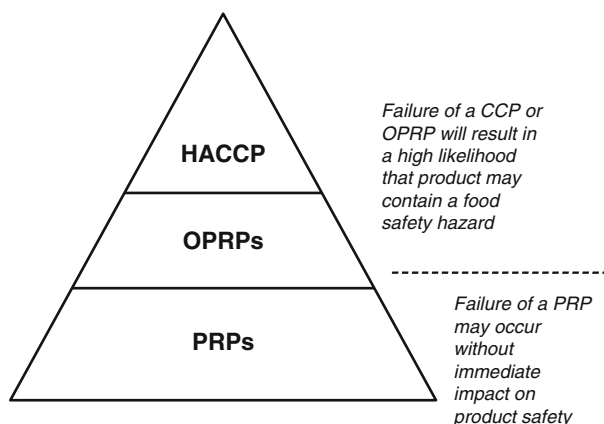 Failure of a CCP or
OPRP will result in
a high likelihood
that product may
contain a food
safety hazard
HACCP
OPRPs
Failure of a PRP
may occur
without
immediate
impact on
product safety
PRPs